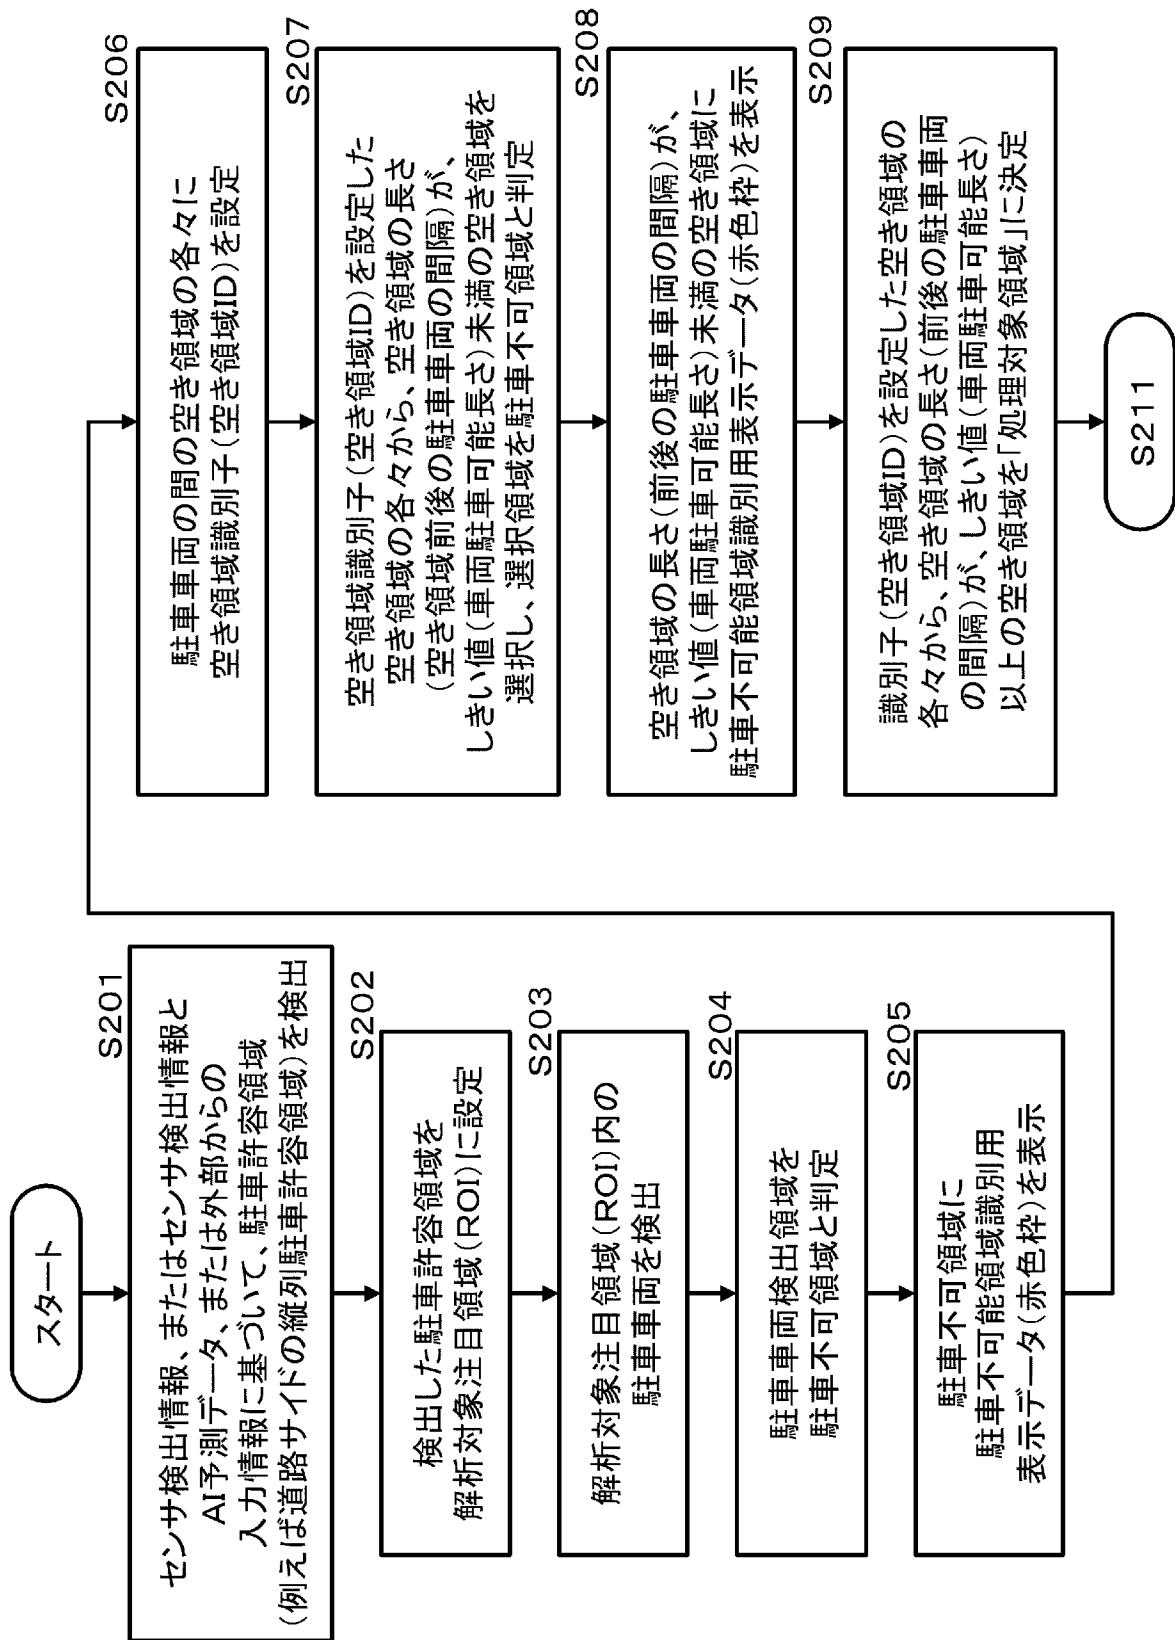 スタート
S201
センサ検出情報、またはセンサ検出情報と
AI予測データ、または外部からの
入力情報に基づいて、駐車許容領域
(例えば道路サイドの縦列駐車許容領域)を検出
S202
検出した駐車許容領域を
解析対象注目領域(ROI)に設定
S203
解析対象注目領域(ROI)内の
駐車車両を検出
S204
駐車車両検出領域を
駐車不可領域と判定
S205
駐車不可領域に
駐車不可能領域識別用
表示データ(赤色枠)を表示
S206
駐車車両の間の空き領域の各々に
空き領域識別子(空き領域ID)を設定
S207
空き領域識別子(空き領域ID)を設定した
空き領域の各々から、空き領域の長さ
(空き領域前後の駐車車両の間隔)が、
しきい値(車両駐車可能長さ)未満の空き領域を
選択し、選択領域を駐車不可領域と判定
S208
空き領域の長さ(前後の駐車車両の間隔)が、
しきい値(車両駐車可能長さ)未満の空き領域に
駐車不可能領域識別用表示データ(赤色枠)を表示
S209
識別子(空き領域ID)を設定した空き領域の
各々から、空き領域の長さ(前後の駐車車両
の間隔)が、しきい値(車両駐車可能長さ)
以上の空き領域を「処理対象領域」に決定
S211